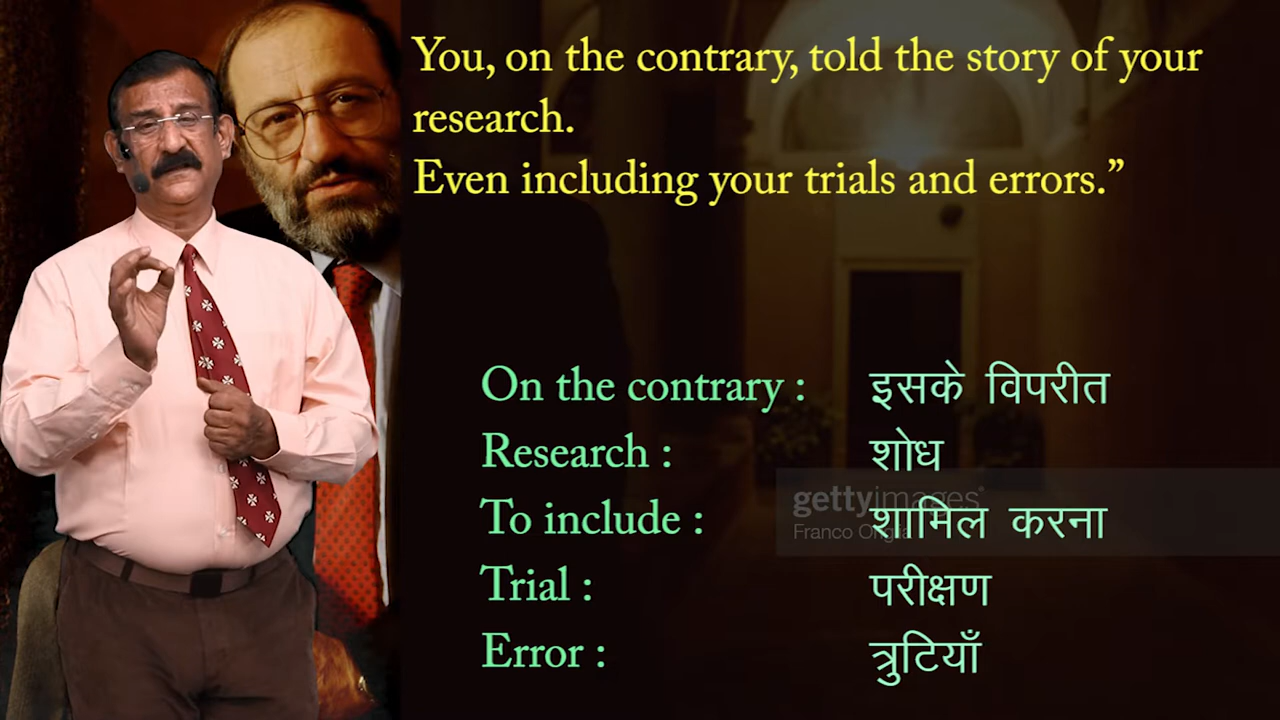 You, on the contrary, told the story of your
research.
Even including your trials and errors.”
On the contrary : इसके विपरीत
Research : शोध
gettyimages
To include : शामिल करना
Franco
Trial : परीक्षण
Error : त्रुटियाँ